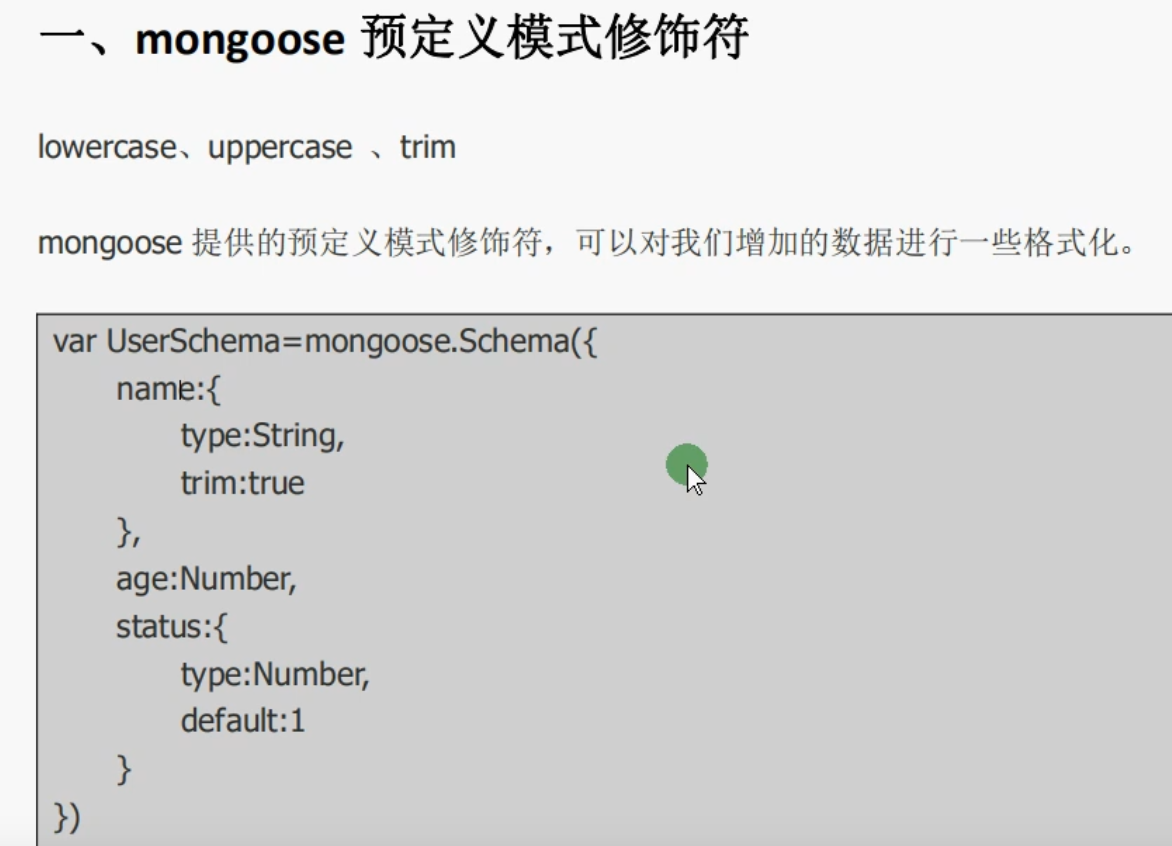 一、mongoose 预定义模式修饰符
lowercase、uppercase 、trim
mongoose 提供的预定义模式修饰符，可以对我们增加的数据进行一些格式化。
var UserSchema=mongoose.Schema({
name:{
type:String,
trim:true
},
age:Number,
status:{
type:Number,
default:1
}
})